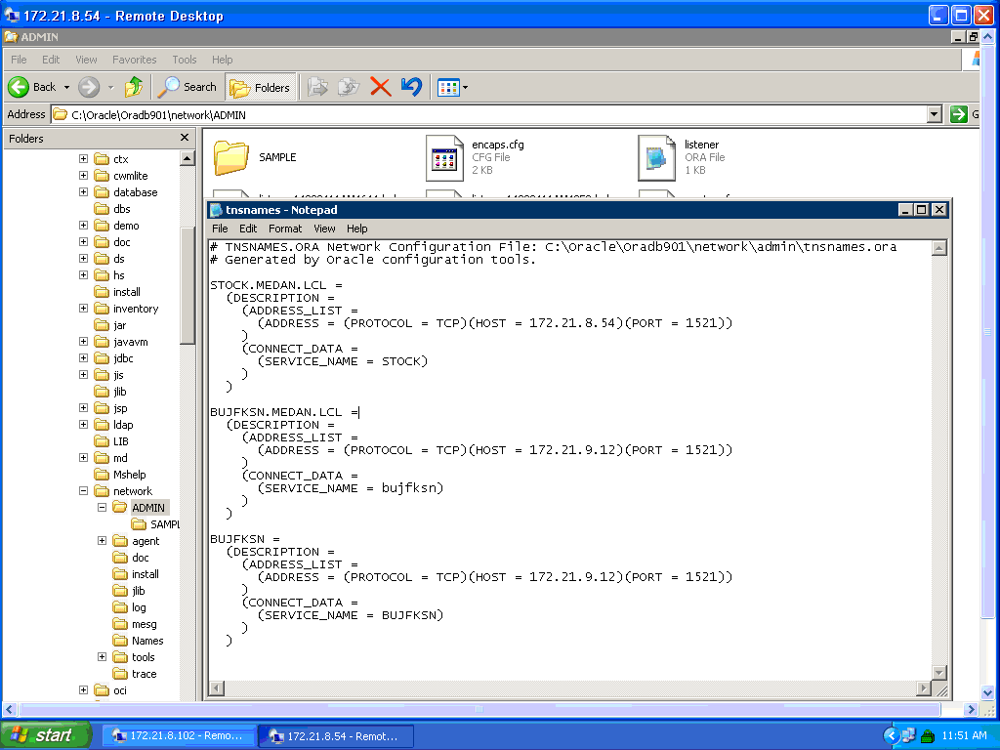 172.21.8.54 - Remote Desktop
ADMIN
File Edit View Favorites Tools Help
Back Search Folders
Address C:\Oracle\Oradb901\network\ADMIN G
Folders
ctx
cwmlite
database
dbs
demo
doc
ds
hs
install
inventory
jar
javavm
jdbc
jis
jlib
jsp
ldap
LIB
md
Mshelp
network
ADMIN
SAMPL
agent
doc
install
jlib
log
mesg
Names
tools
trace
oci
SAMPLE
encaps.cfg
CFG File
2 KB
listener
ORA File
1 KB
tnsnames - Notepad
File Edit Format View Help
# TNSNAMES.ORA Network Configuration File: C:\Oracle\Oradb901\network\admin\tnsnames.ora
# Generated by Oracle configuration tools.
STOCK.MEDAN.LCL =
(DESCRIPTION =
(ADDRESS_LIST =
(ADDRESS = (PROTOCOL = TCP)(HOST = 172.21.8.54)(PORT = 1521))
)
(CONNECT_DATA =
(SERVICE_NAME = STOCK)
)
)
BUJFKSN.MEDAN.LCL =
(DESCRIPTION =
(ADDRESS_LIST =
(ADDRESS = (PROTOCOL = TCP)(HOST = 172.21.9.12)(PORT = 1521))
)
(CONNECT_DATA =
(SERVICE_NAME = bujfksn)
)
)
BUJFKSN =
(DESCRIPTION =
(ADDRESS_LIST =
(ADDRESS = (PROTOCOL = TCP)(HOST = 172.21.9.12)(PORT = 1521))
)
(CONNECT_DATA =
(SERVICE_NAME = BUJFKSN)
)
)
start 172.21.8.102 - Remo... 172.21.8.54 - Remot... 11:51 AM